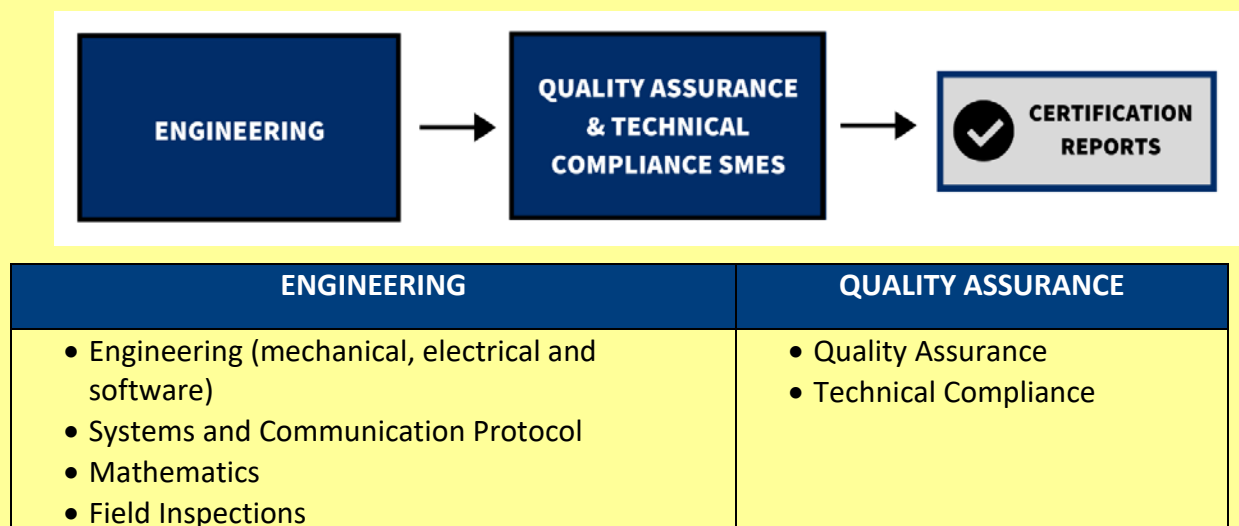 ENGINEERING
QUALITY ASSURANCE
& TECHNICAL
COMPLIANCE SMES
CERTIFICATION
REPORTS
ENGINEERING
QUALITY ASSURANCE
• Engineering (mechanical, electrical and
software)
• Systems and Communication Protocol
• Mathematics
• Field Inspections
• Quality Assurance
• Technical Compliance